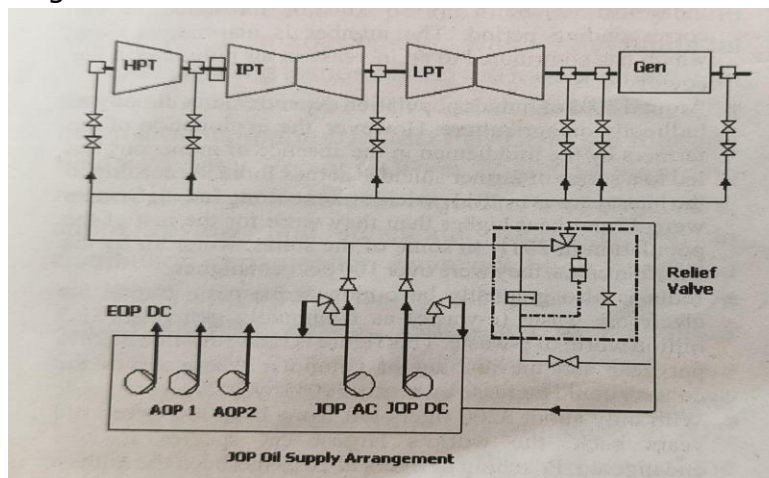 HPT IPT LPT Gen
Relief
Valve
EOP DC
AOP 1 AOP2 JOP AC JOP DC
JOP Oil Supply Arrangement